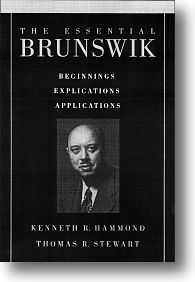 THE ESSENTIAL
BRUNSWIK
BEGINNINGS
EXPLICATIONS
APPLICATIONS
KENNETH R. HAMMOND
THOMAS R. STEWART